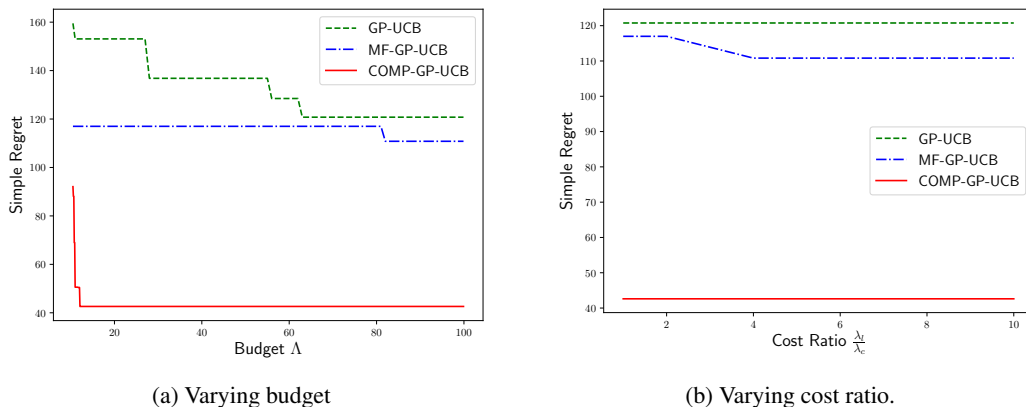 160
140
120
100
80
60
40
Simple Regret
GP-UCB
MF-GP-UCB
COMP-GP-UCB
20
40
60
80
100
Budget Λ
(a) Varying budget
120
110
100
90
80
70
60
50
40
Simple Regret
GP-UCB
MF-GP-UCB
COMP-GP-UCB
2
4
6
8
10
Cost Ratio λ_l/λ_c
(b) Varying cost ratio.